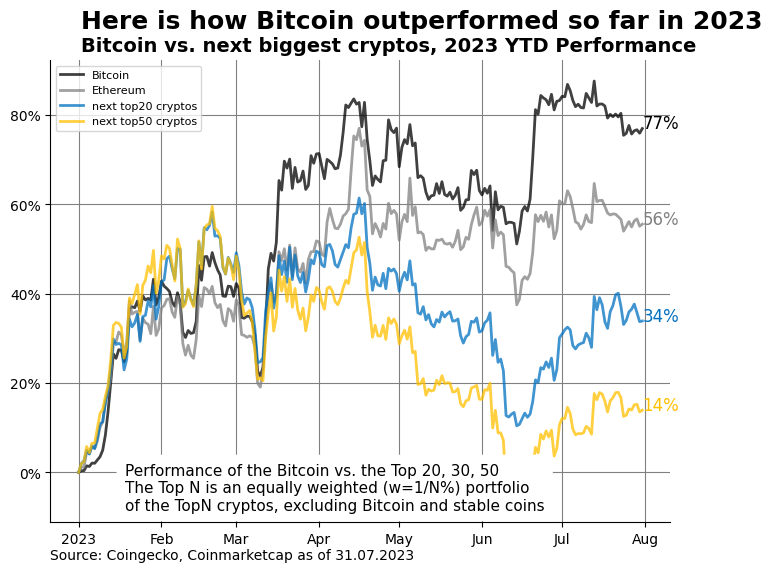 Here is how Bitcoin outperformed so far in 2023
Bitcoin vs. next biggest cryptos, 2023 YTD Performance
Bitcoin
Ethereum
next top20 cryptos
next top50 cryptos
80%
60%
40%
20%
0%
77%
56%
34%
14%
Performance of the Bitcoin vs. the Top 20, 30, 50
The Top N is an equally weighted (w=1/N%) portfolio
of the TopN cryptos, excluding Bitcoin and stable coins
2023 Feb Mar Apr May Jun Jul Aug
Source: Coingecko, Coinmarketcap as of 31.07.2023